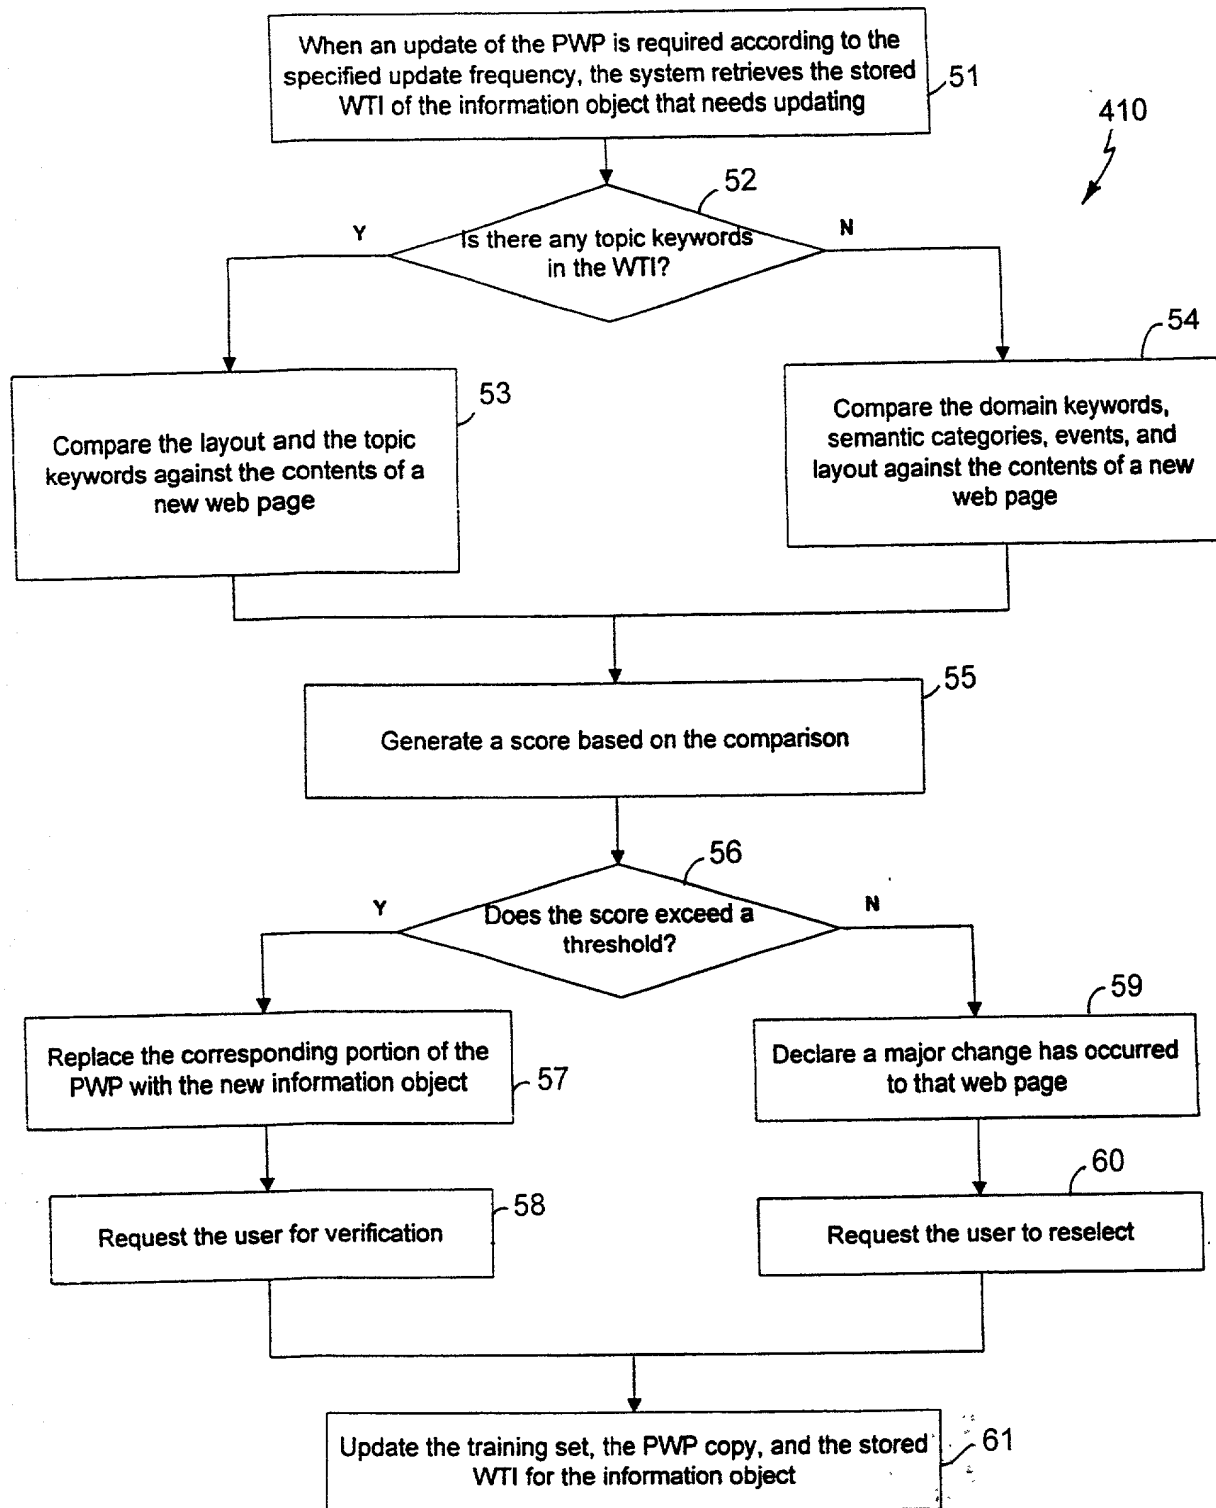 When an update of the PWP is required according to the
specified update frequency, the system retrieves the stored
WTI of the information object that needs updating
51
410
52
Y
N
Is there any topic keywords
in the WTI?
54
53
Compare the layout and the topic
keywords against the contents of a
new web page
Compare the domain keywords,
semantic categories, events, and
layout against the contents of a new
web page
55
Generate a score based on the comparison
56
Y
N
Does the score exceed a
threshold?
59
Replace the corresponding portion of the
PWP with the new information object
57
Declare a major change has occurred
to that web page
60
Request the user for verification
58
Request the user to reselect
Update the training set, the PWP copy, and the stored
WTI for the information object
61